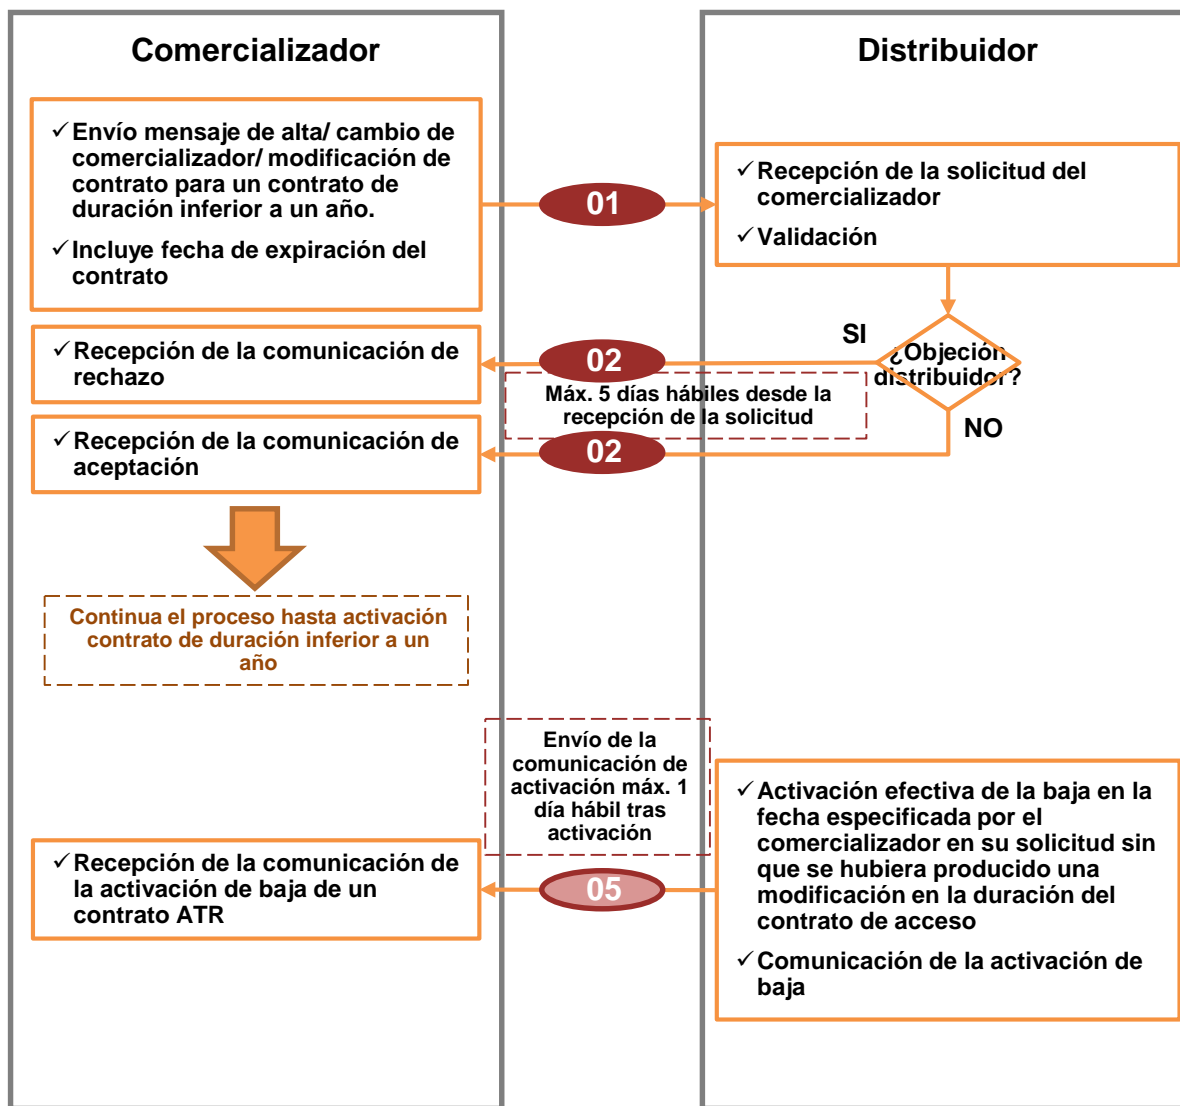 Comercializador
Distribuidor
✓ Envío mensaje de alta/ cambio de
comercializador/ modificación de
contrato para un contrato de
duración inferior a un año.
✓ Incluye fecha de expiración del
contrato
01
✓ Recepción de la solicitud del
comercializador
✓ Validación
SI
¿Objeción
distribuidor?
NO
02
✓ Recepción de la comunicación de
rechazo
Máx. 5 días hábiles desde la
recepción de la solicitud
02
✓ Recepción de la comunicación de
aceptación
Continua el proceso hasta activación
contrato de duración inferior a un
año
Envío de la
comunicación de
activación máx. 1
día hábil tras
activación
✓ Activación efectiva de la baja en la
fecha especificada por el
comercializador en su solicitud sin
que se hubiera producido una
modificación en la duración del
contrato de acceso
✓ Comunicación de la activación de
baja
05
✓ Recepción de la comunicación de
la activación de baja de un
contrato ATR